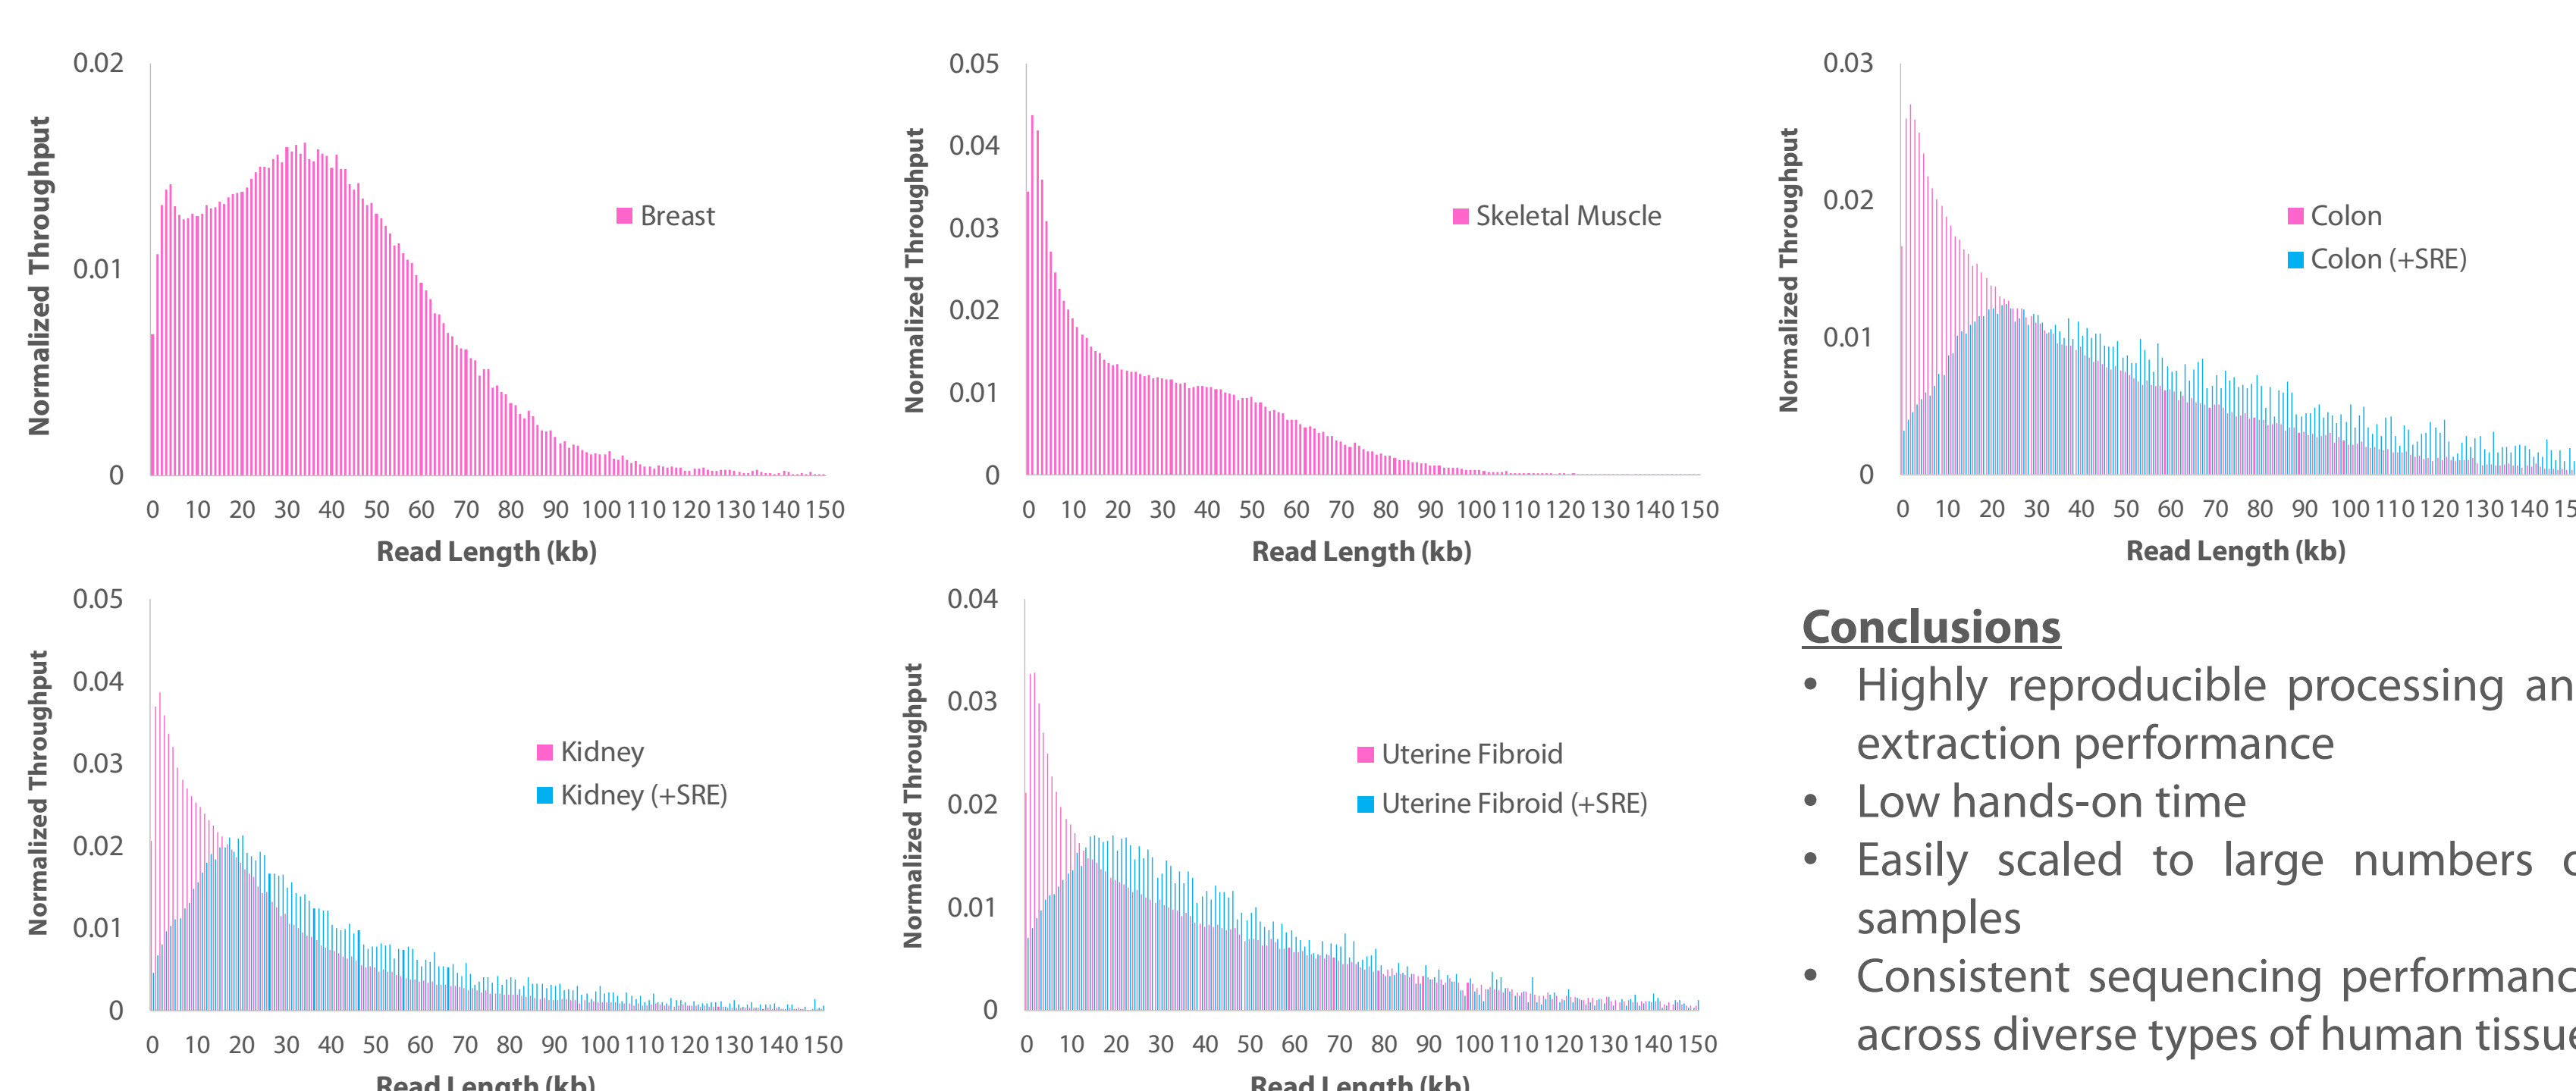 0.02
0.01
0
Normalized Throughput
Breast
0 10 20 30 40 50 60 70 80 90 100 110 120 130 140 150
Read Length (kb)
0.05
0.04
0.03
0.02
0.01
0
Normalized Throughput
Skeletal Muscle
0 10 20 30 40 50 60 70 80 90 100 110 120 130 140 150
Read Length (kb)
0.03
0.02
0.01
0
Normalized Throughput
Colon
Colon (+SRE)
0 10 20 30 40 50 60 70 80 90 100 110 120 130 140 15
Read Length (kb)
0.05
0.04
0.03
0.02
0.01
0
Normalized Throughput
Kidney
Kidney (+SRE)
0 10 20 30 40 50 60 70 80 90 100 110 120 130 140 150
Read Length (kb)
0.04
0.03
0.02
0.01
0
Normalized Throughput
Uterine Fibroid
Uterine Fibroid (+SRE)
0 10 20 30 40 50 60 70 80 90 100 110 120 130 140 150
Read Length (kb)
Conclusions
• Highly reproducible processing an
extraction performance
• Low hands-on time
• Easily scaled to large numbers
samples
• Consistent sequencing performanc
across diverse types of human tissue